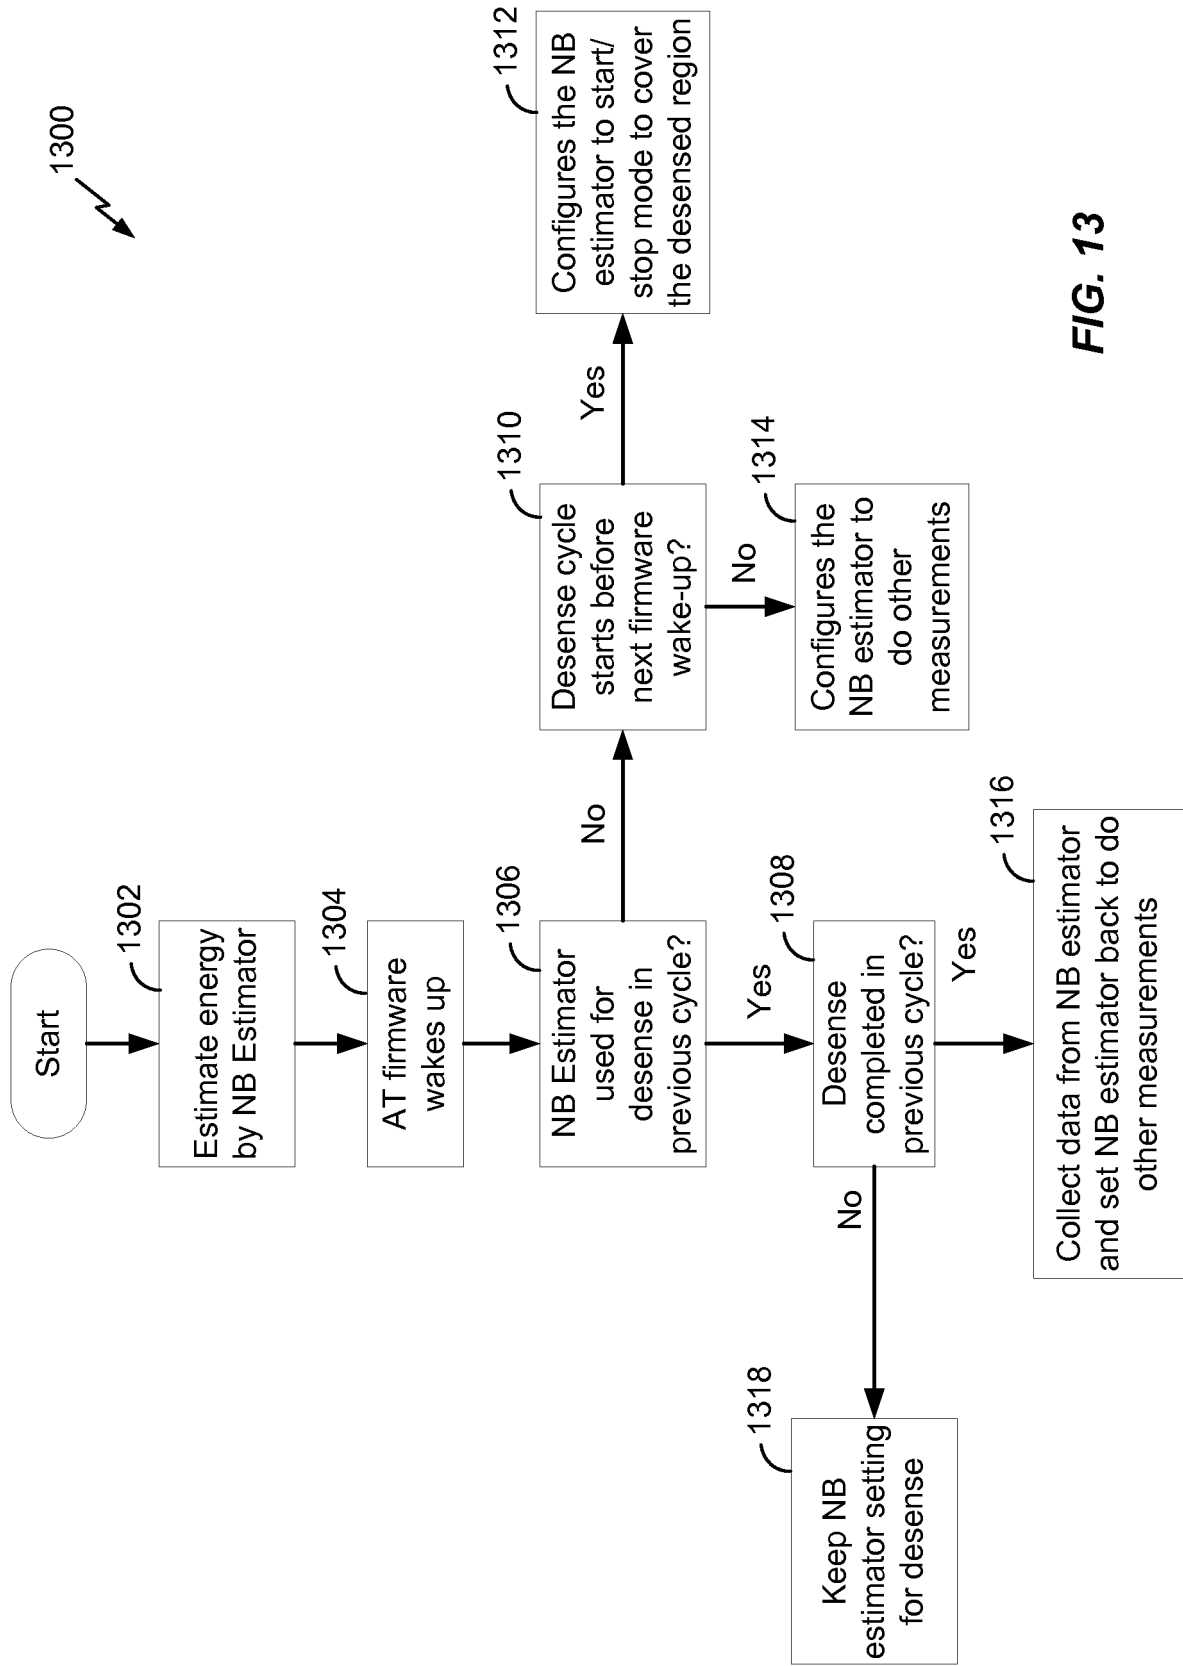 1300
Start
1302
Estimate energy
by NB Estimator
1304
AT firmware
wakes up
1306
NB Estimator
used for
desense in
previous cycle?
No
1310
Desense cycle
starts before
next firmware
wake-up?
Yes
1312
Configures the NB
estimator to start/
stop mode to cover
the desensed region
No
1314
Configures the
NB estimator to
do other
measurements
Yes
1308
Desense
completed in
previous cycle?
No
1318
Keep NB
estimator setting
for desense
Yes
1316
Collect data from NB estimator
and set NB estimator back to do
other measurements
FIG. 13